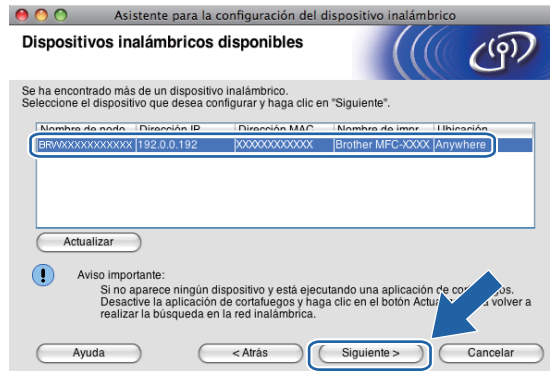 Asistente para la configuración del dispositivo inalámbrico
Dispositivos inalámbricos disponibles
Se ha encontrado más de un dispositivo inalámbrico.
Seleccione el dispositivo que desea configurar y haga clic en "Siguiente".
Nombre de nodo Dirección IP Dirección MAC Nombre de impr Ubicación
BRWXXXXXXXXXXXX 192.0.0.192 XXXXXXXXXXXX Brother MFC-XXXX Anywhere
Actualizar
Aviso importante:
Si no aparece ningún dispositivo y está ejecutando una aplicación de
Desactive la aplicación de cortafuegos y haga clic en el botón volver a
realizar la búsqueda en la red inalámbrica.
Ayuda < Atrás Siguiente > Cancelar